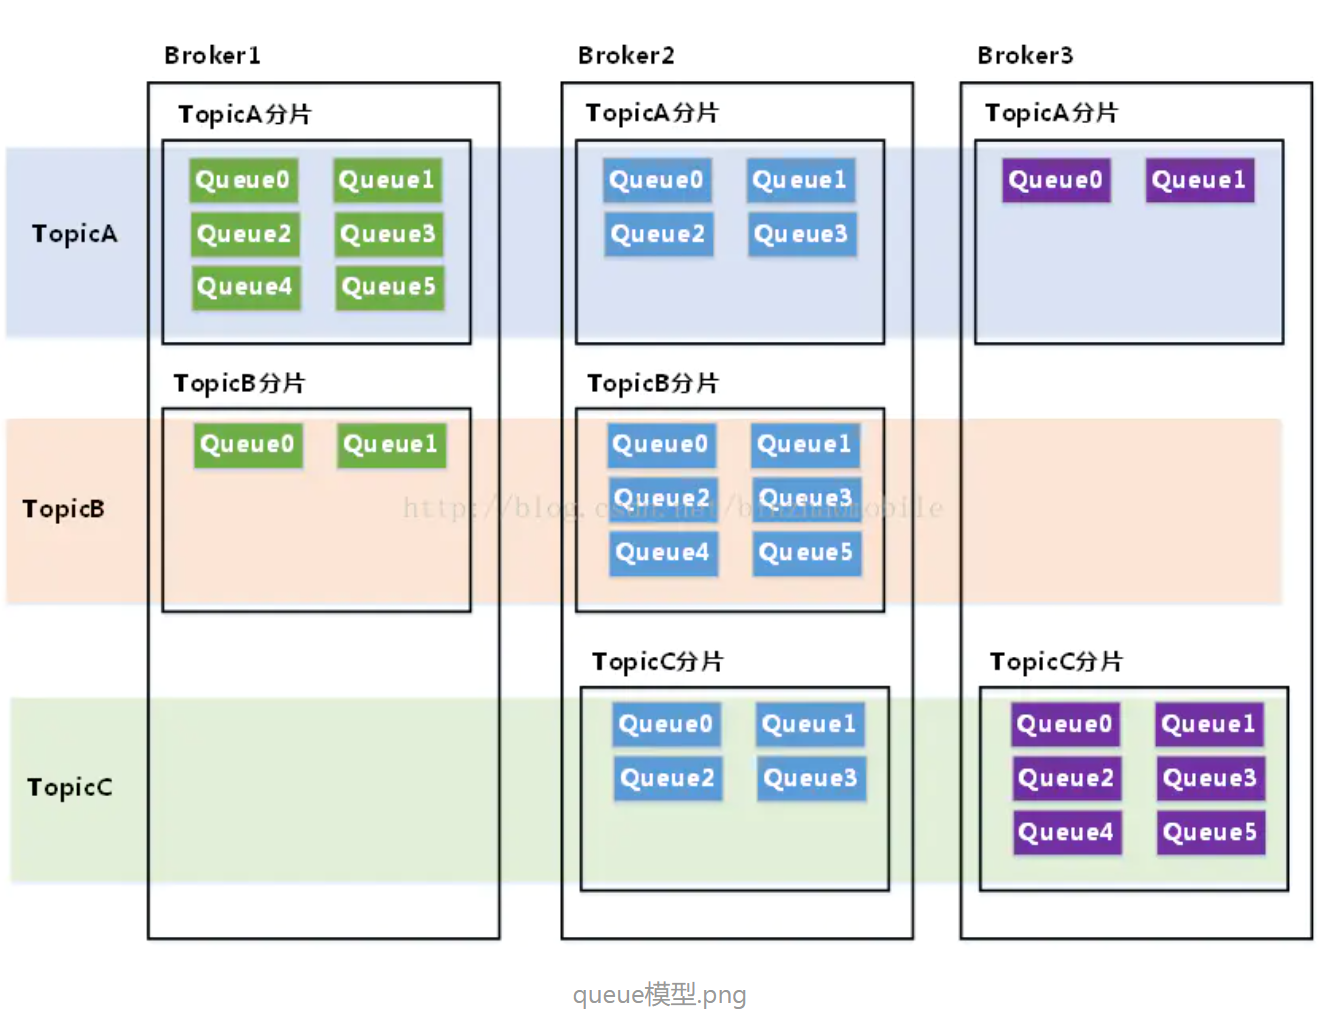 Broker1 Broker2 Broker3
TopicA分片 TopicA分片 TopicA分片
Queue0 Queue1 Queue0 Queue1 Queue0 Queue1
TopicA Queue2 Queue3 Queue2 Queue3
Queue4 Queue5
TopicB分片 TopicB分片
Queue0 Queue1 Queue0 Queue1
TopicB Queue2 Queue3
http://blog.csdn.net/
Queue4 Queue5
TopicC分片 TopicC分片
Queue0 Queue1 Queue0 Queue1
TopicC Queue2 Queue3 Queue2 Queue3
Queue4 Queue5
queue模型.png